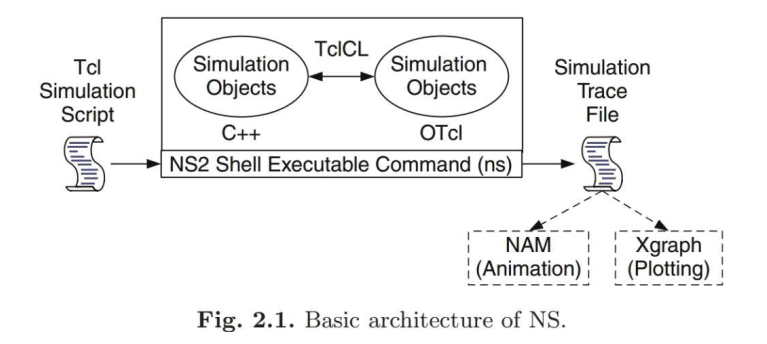 Tcl
Simulation
Script
TclCL
Simulation
Objects
Simulation
Objects
C++
OTcl
NS2 Shell Executable Command (ns)
Simulation
Trace
File
NAM
(Animation)
Xgraph
(Plotting)
Fig. 2.1. Basic architecture of NS.